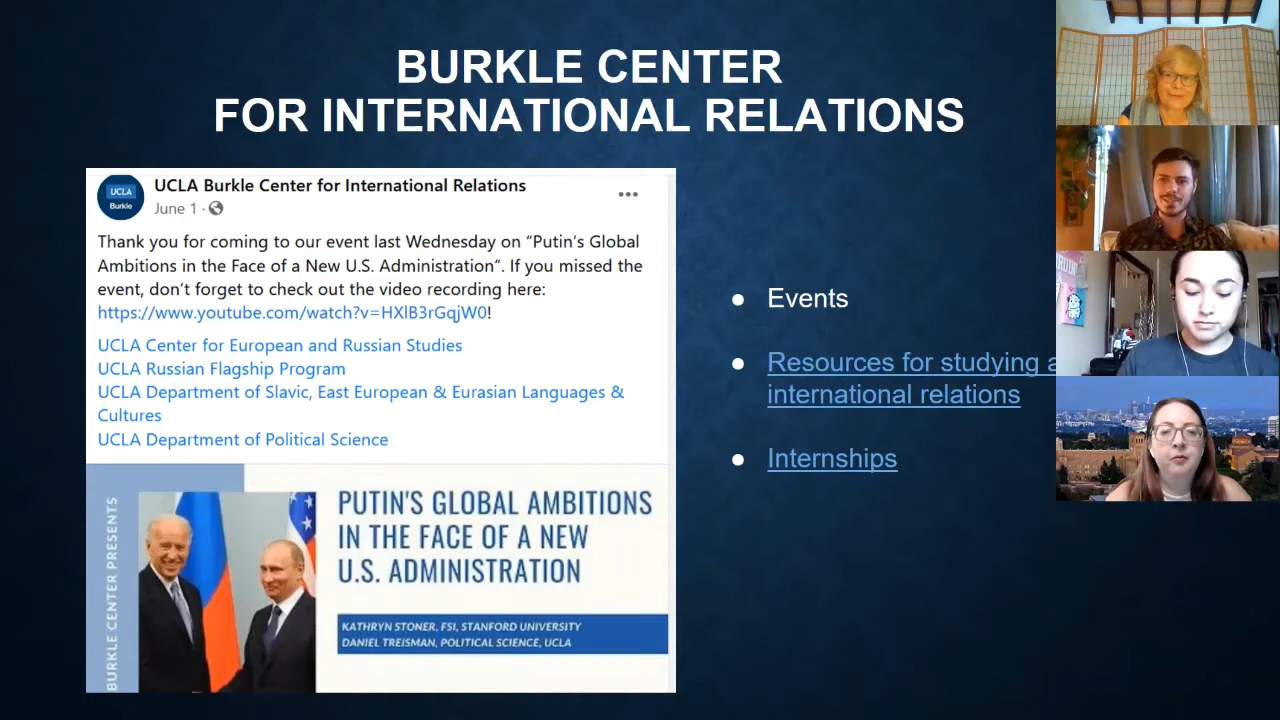 BURKLE CENTER
FOR INTERNATIONAL RELATIONS
UCLA
Burkle
UCLA Burkle Center for International Relations
June 1 ·
Thank you for coming to our event last Wednesday on “Putin’s Global
Ambitions in the Face of a New U.S. Administration“. If you missed the
event, don’t forget to check out the video recording here:
https://www.youtube.com/watch?v=HXlB3rGqjW0!
UCLA Center for European and Russian Studies
UCLA Russian Flagship Program
UCLA Department of Slavic, East European & Eurasian Languages &
Cultures
UCLA Department of Political Science
BURKLE CENTER PRESENTS
PUTIN'S GLOBAL AMBITIONS
IN THE FACE OF A NEW
U.S. ADMINISTRATION
KATHRYN STONER, FSI, STANFORD UNIVERSITY
DANIEL TREISMAN, POLITICAL SCIENCE, UCLA
● Events
● Resources for studying
international relations
● Internships